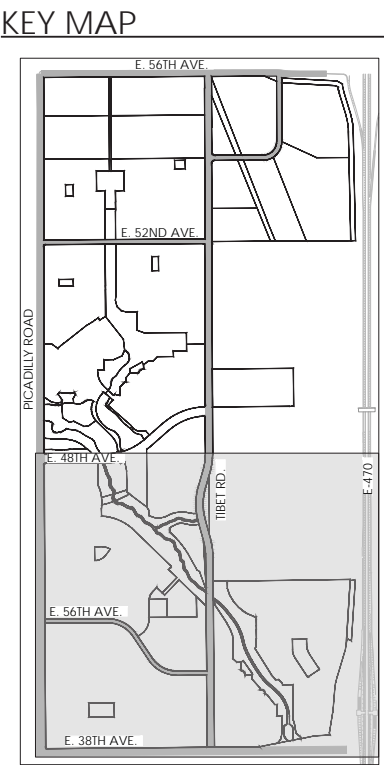 KEY MAP
E. 56TH AVE.
E. 52ND AVE.
PICADILLY ROAD
E. 48TH AVE.
TIBET RD.
E-470
E. 56TH AVE.
E. 38TH AVE.